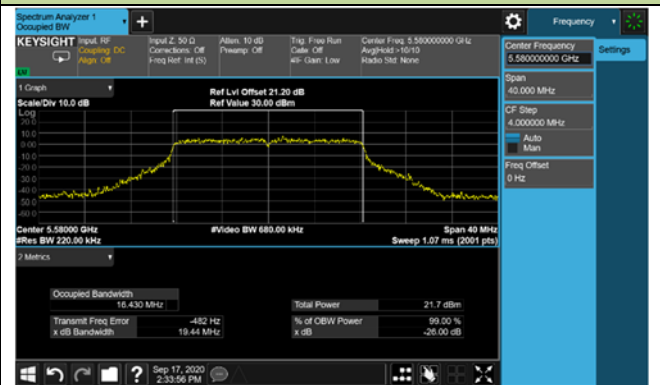 Spectrum Analyzer 1
Occupied BW
Frequency
KEYSIGHT
Input: RF
Coupling: DC
Align: Off
Input Z: 50 Ω
Corrections: Off
Freq Ref: Int (S)
Atten: 10 dB
Preamp: Off
Trig: Free Run
Gate: Off
#IF Gain: Low
Center Freq: 5.580000000 GHz
Avg|Hold:>10/10
Radio Std: None
Center Frequency
5.580000000 GHz
Settings
Span
40.000 MHz
CF Step
4.000000 MHz
Auto
Man
Freq Offset
0 Hz
1 Graph
Scale/Div 10.0 dB
Ref Lvl Offset 21.20 dB
Ref Value 30.00 dBm
Log
20.0
10.0
0.00
-10.0
-20.0
-30.0
-40.0
-50.0
-60.0
Center 5.58000 GHz
#Res BW 220.00 kHz
#Video BW 680.00 kHz
Span 40 MHz
Sweep 1.07 ms (2001 pts)
2 Metrics
Occupied Bandwidth
16.430 MHz
Total Power 21.7 dBm
Transmit Freq Error -482 Hz
% of OBW Power 99.00 %
x dB Bandwidth 19.44 MHz
x dB -26.00 dB
Sep 17, 2020
2:33:56 PM